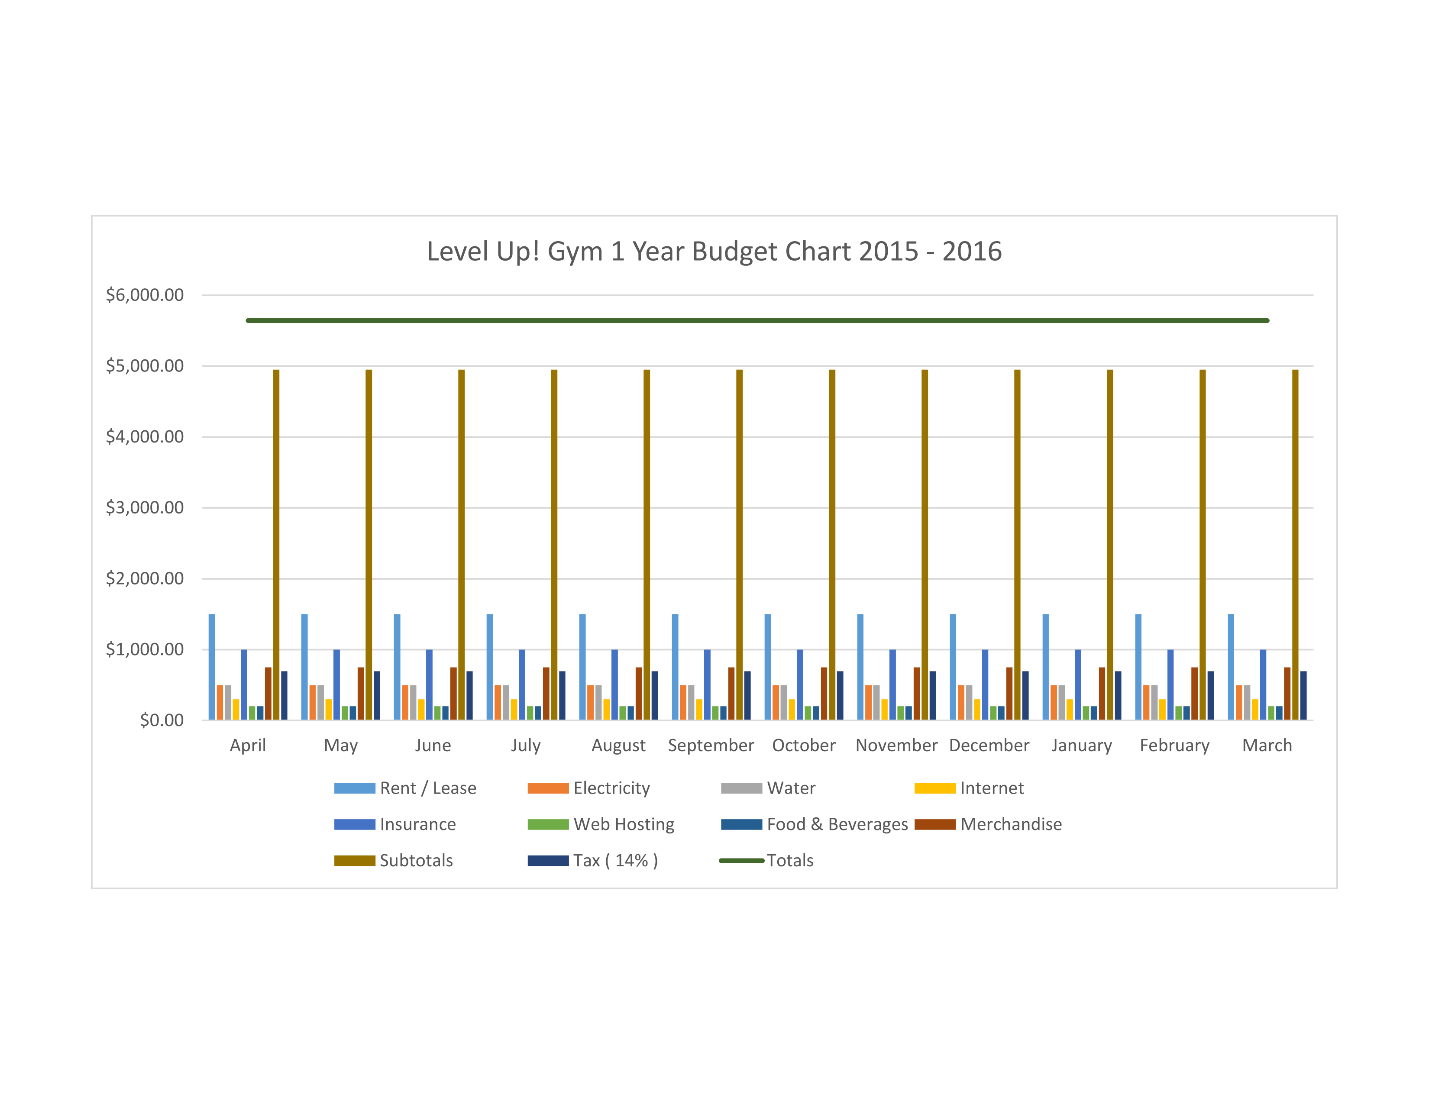 Level Up! Gym 1 Year Budget Chart 2015 - 2016
$6,000.00
$5,000.00
$4,000.00
$3,000.00
$2,000.00
$1,000.00
$0.00
April May June July August September October November December January February March
Rent / Lease Electricity Water Internet
Insurance Web Hosting Food & Beverages Merchandise
Subtotals Tax ( 14% ) Totals